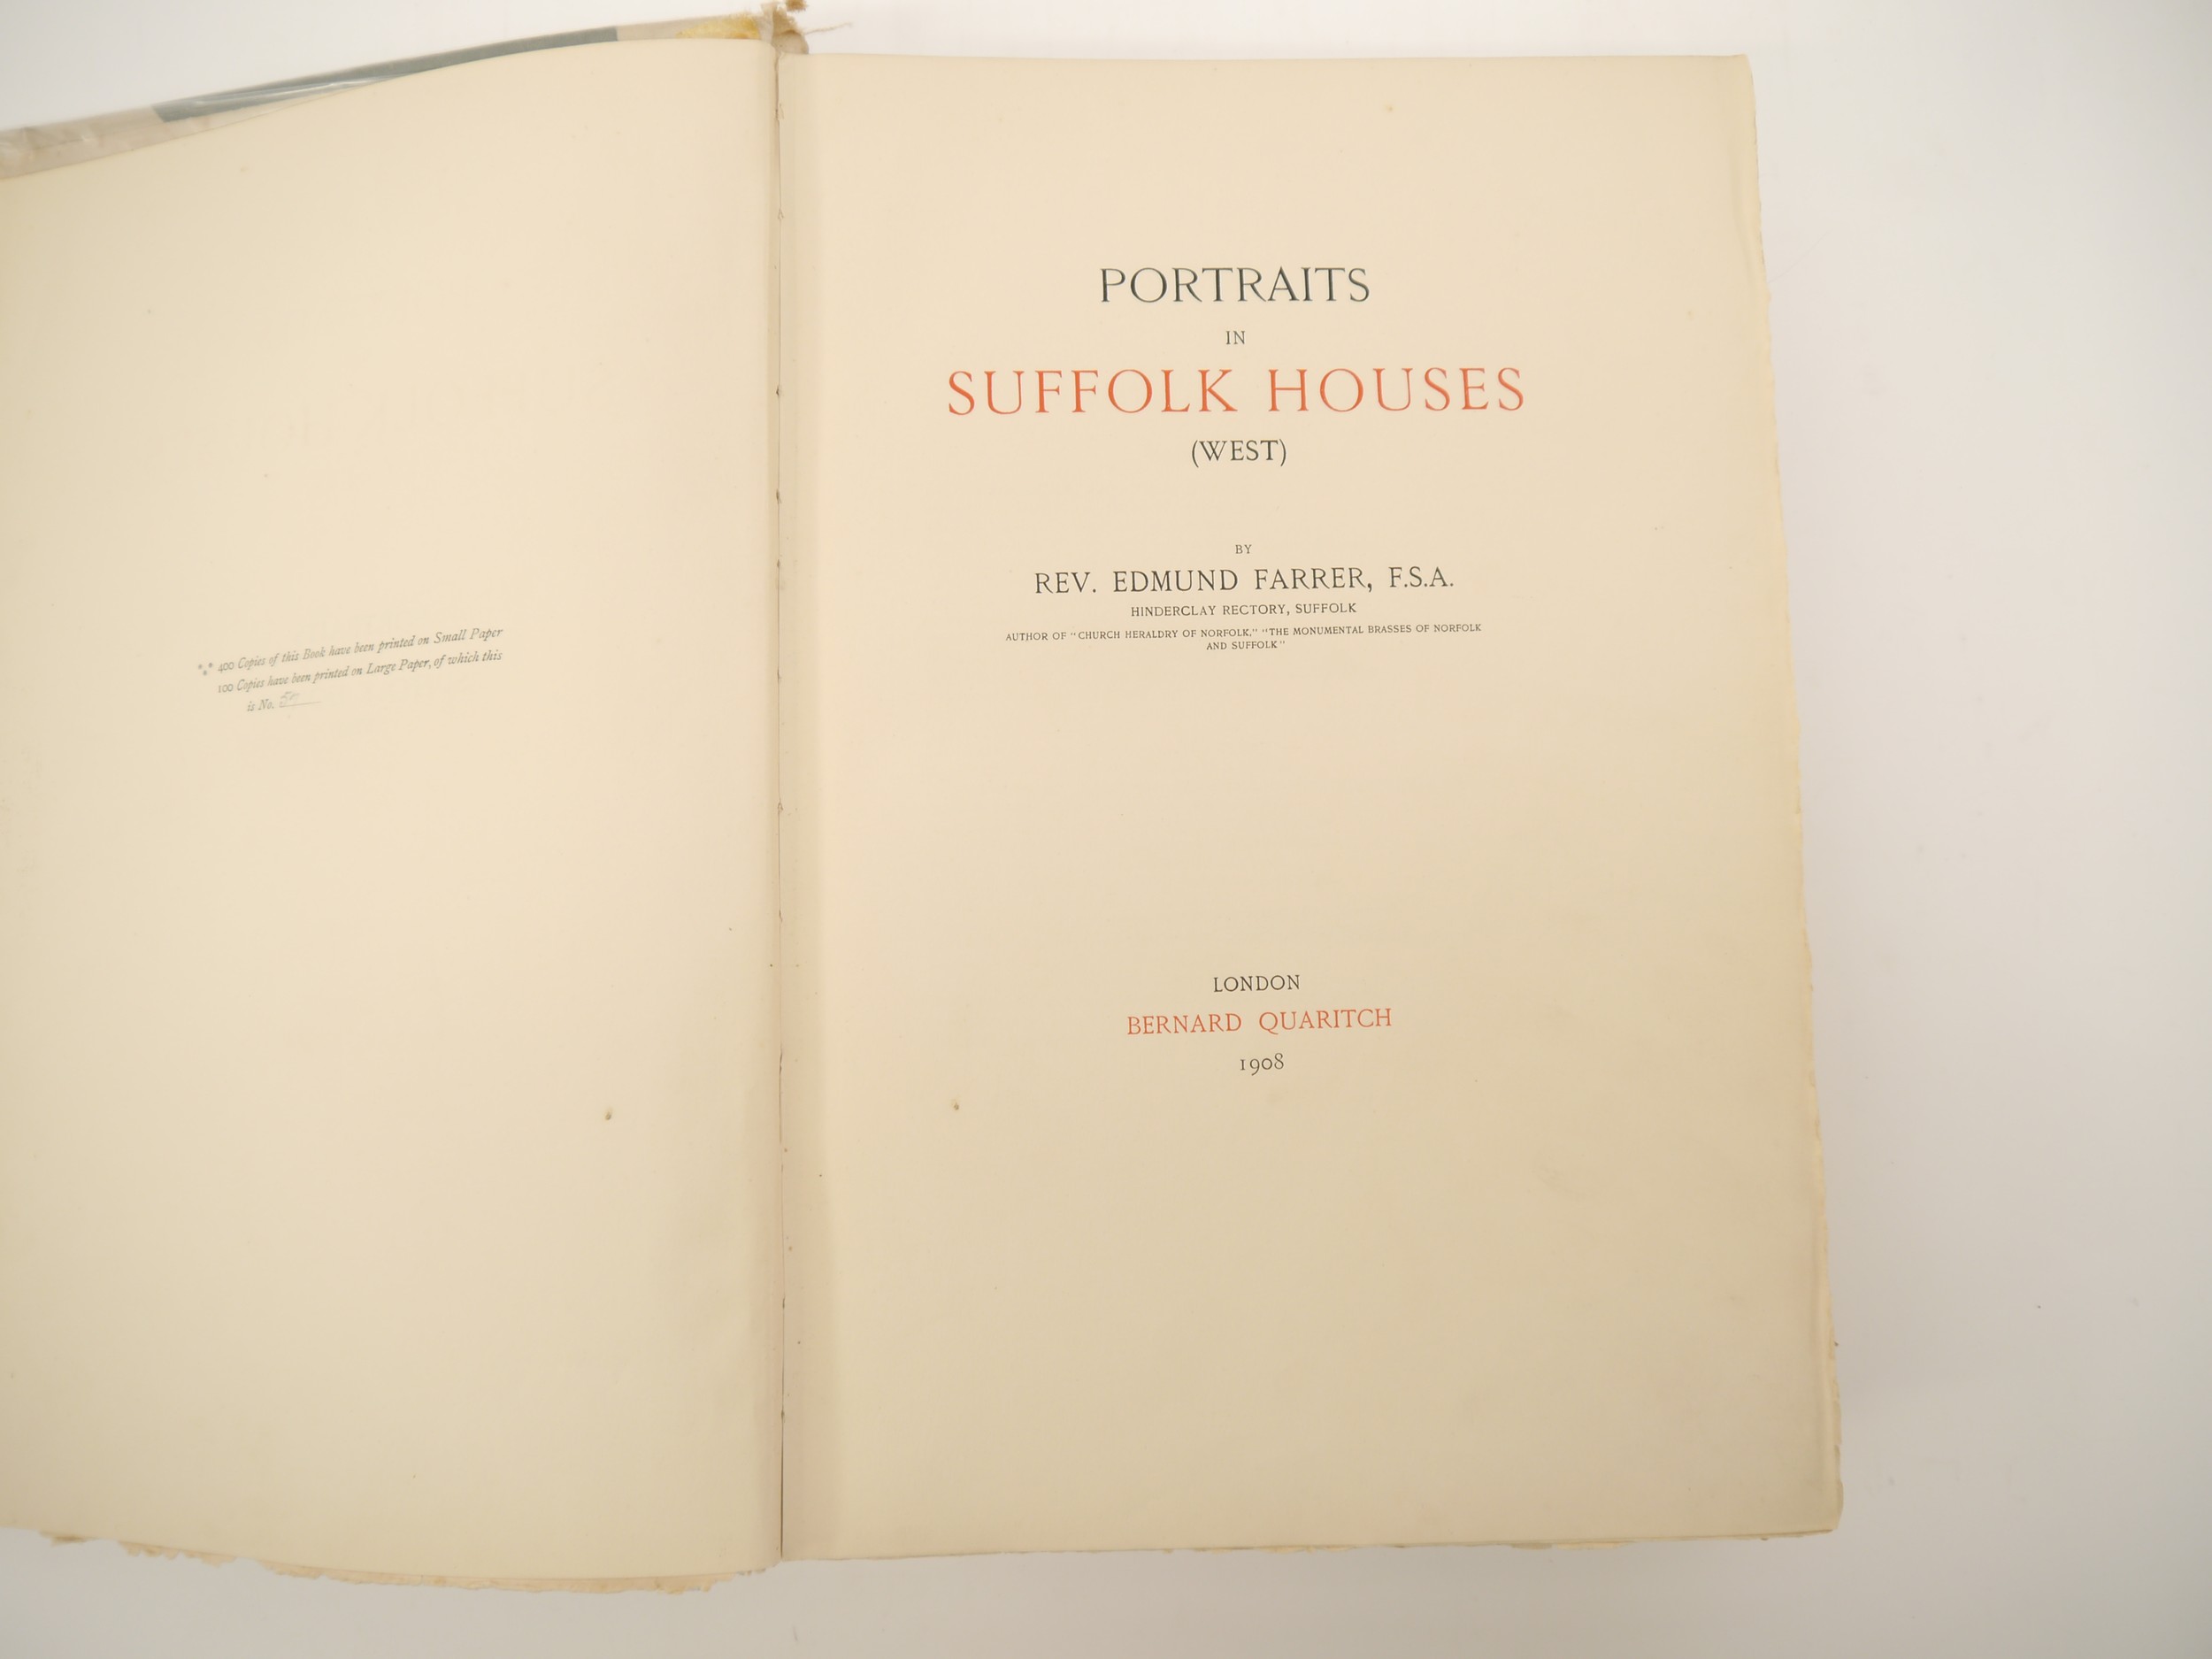 ⁂ 400 Copies of this Book have been printed on Small Paper
100 Copies have been printed on Large Paper, of which this
is No.
PORTRAITS
IN
SUFFOLK HOUSES
(WEST)
BY
REV. EDMUND FARRER, F.S.A.
HINDERCLAY RECTORY, SUFFOLK
AUTHOR OF "CHURCH HERALDRY OF NORFOLK," "THE MONUMENTAL BRASSES OF NORFOLK
AND SUFFOLK"
LONDON
BERNARD QUARITCH
1908